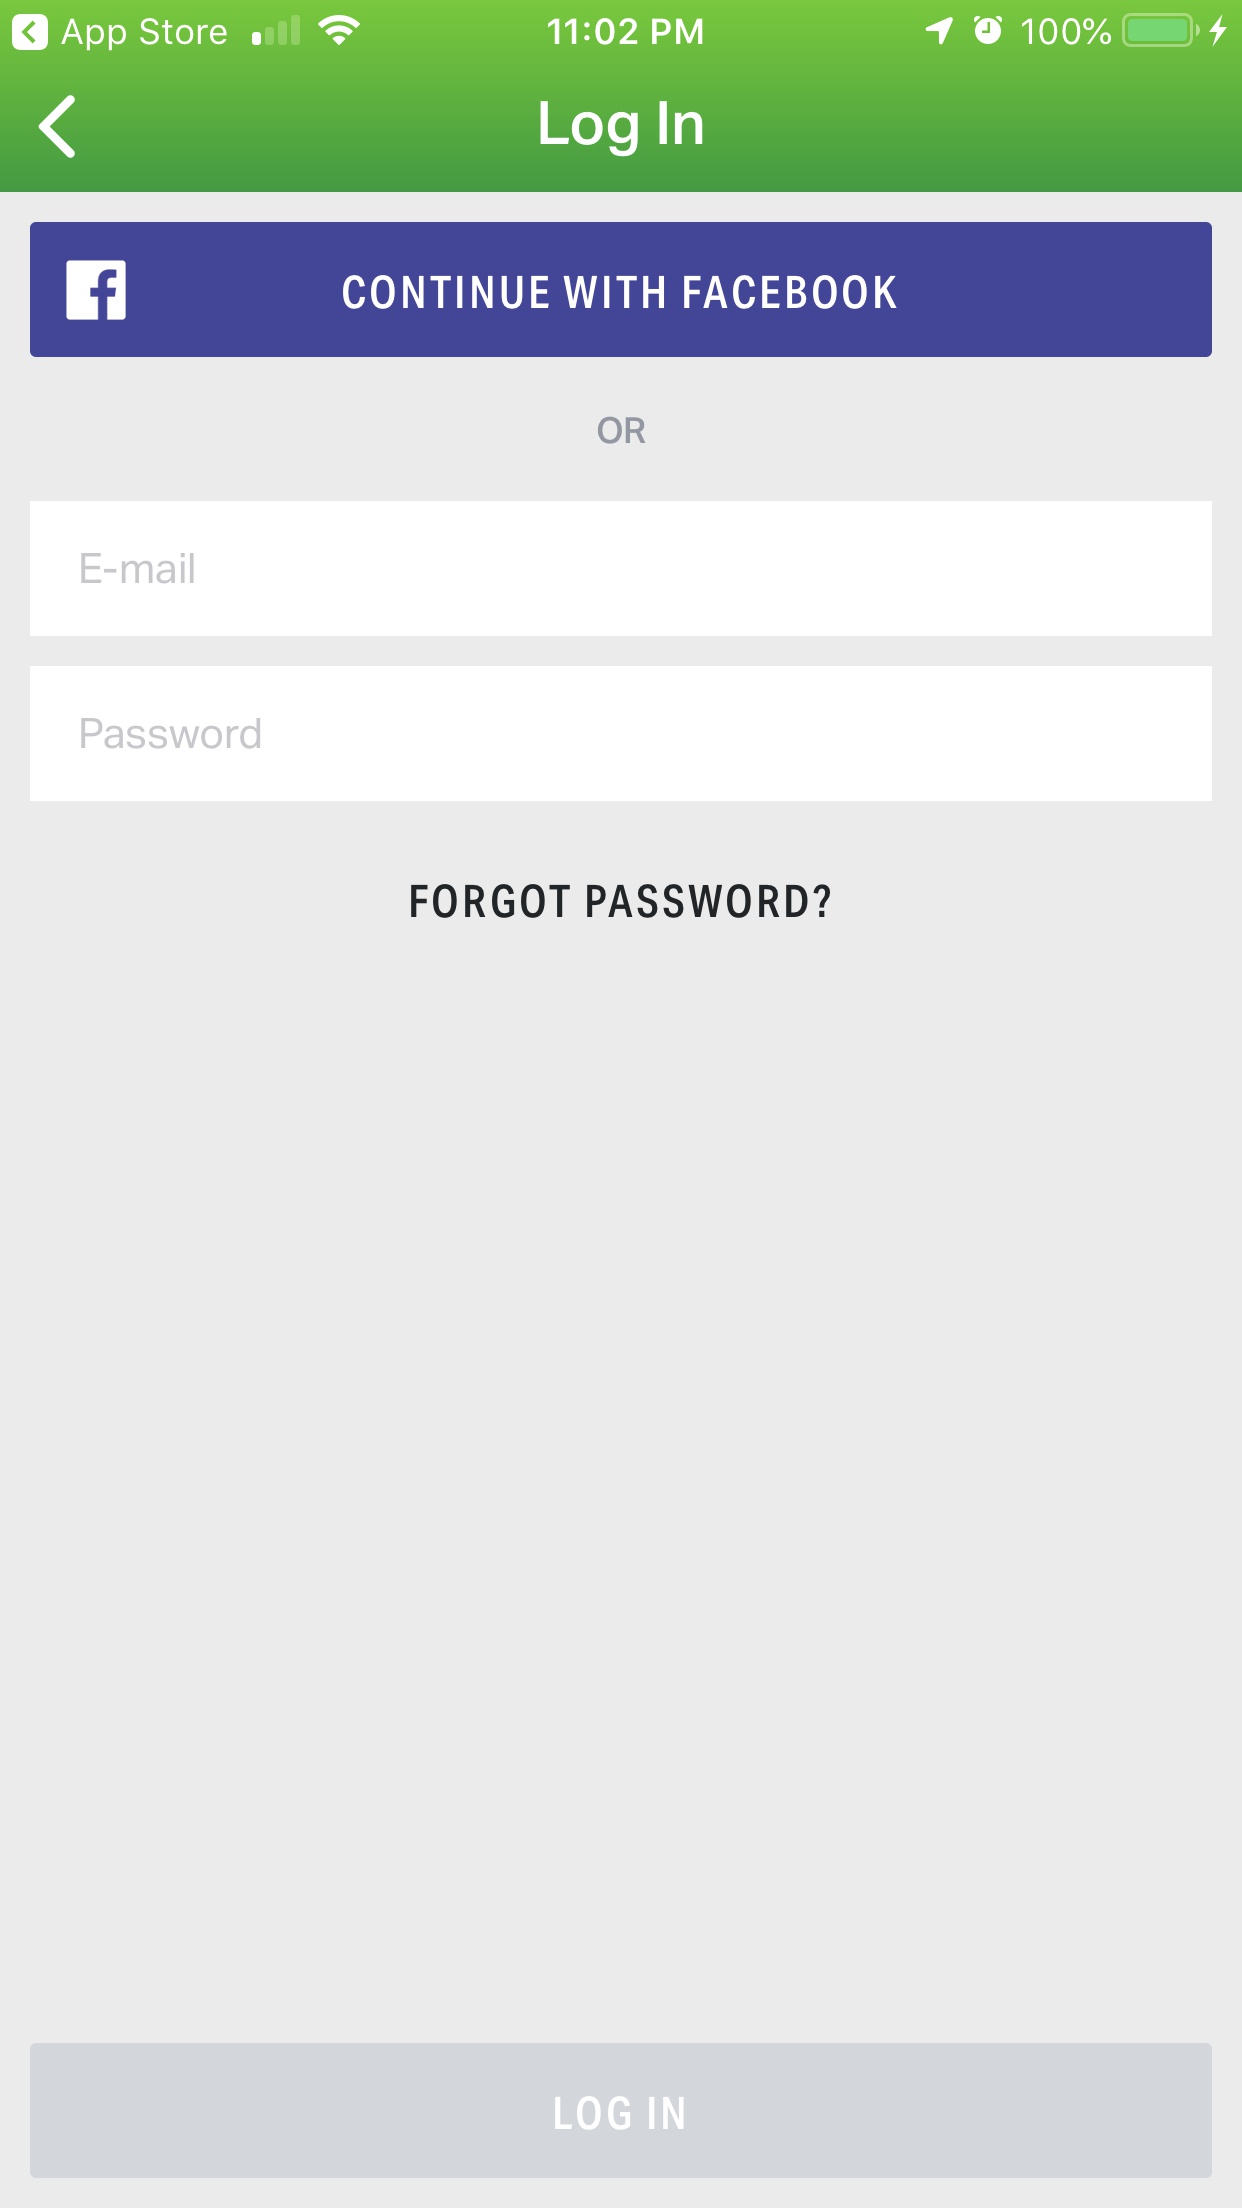 App Store 11:02 PM 100%
Log In
CONTINUE WITH FACEBOOK
OR
E-mail
Password
FORGOT PASSWORD?
LOG IN